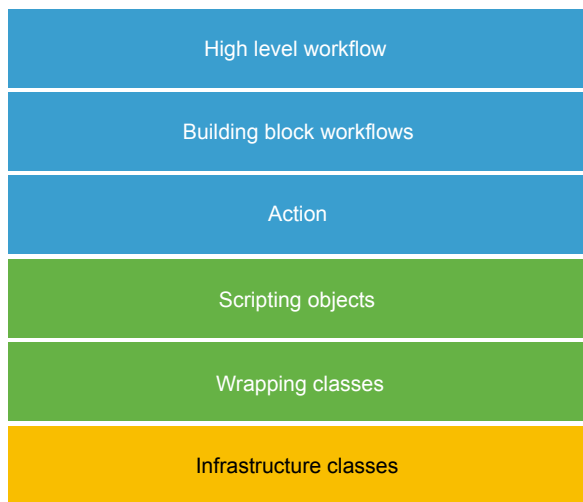 High level workflow
Building block workflows
Action
Scripting objects
Wrapping classes
Infrastructure classes